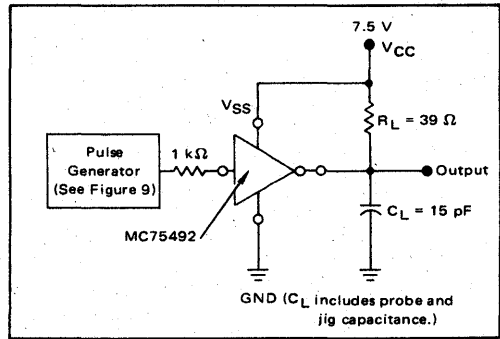 7.5 V
VCC
VSS
RL = 39 Ω
Pulse
Generator
(See Figure 9)
1 kΩ
Output
CL = 15 pF
MC75492
GND (CL includes probe and
jig capacitance.)